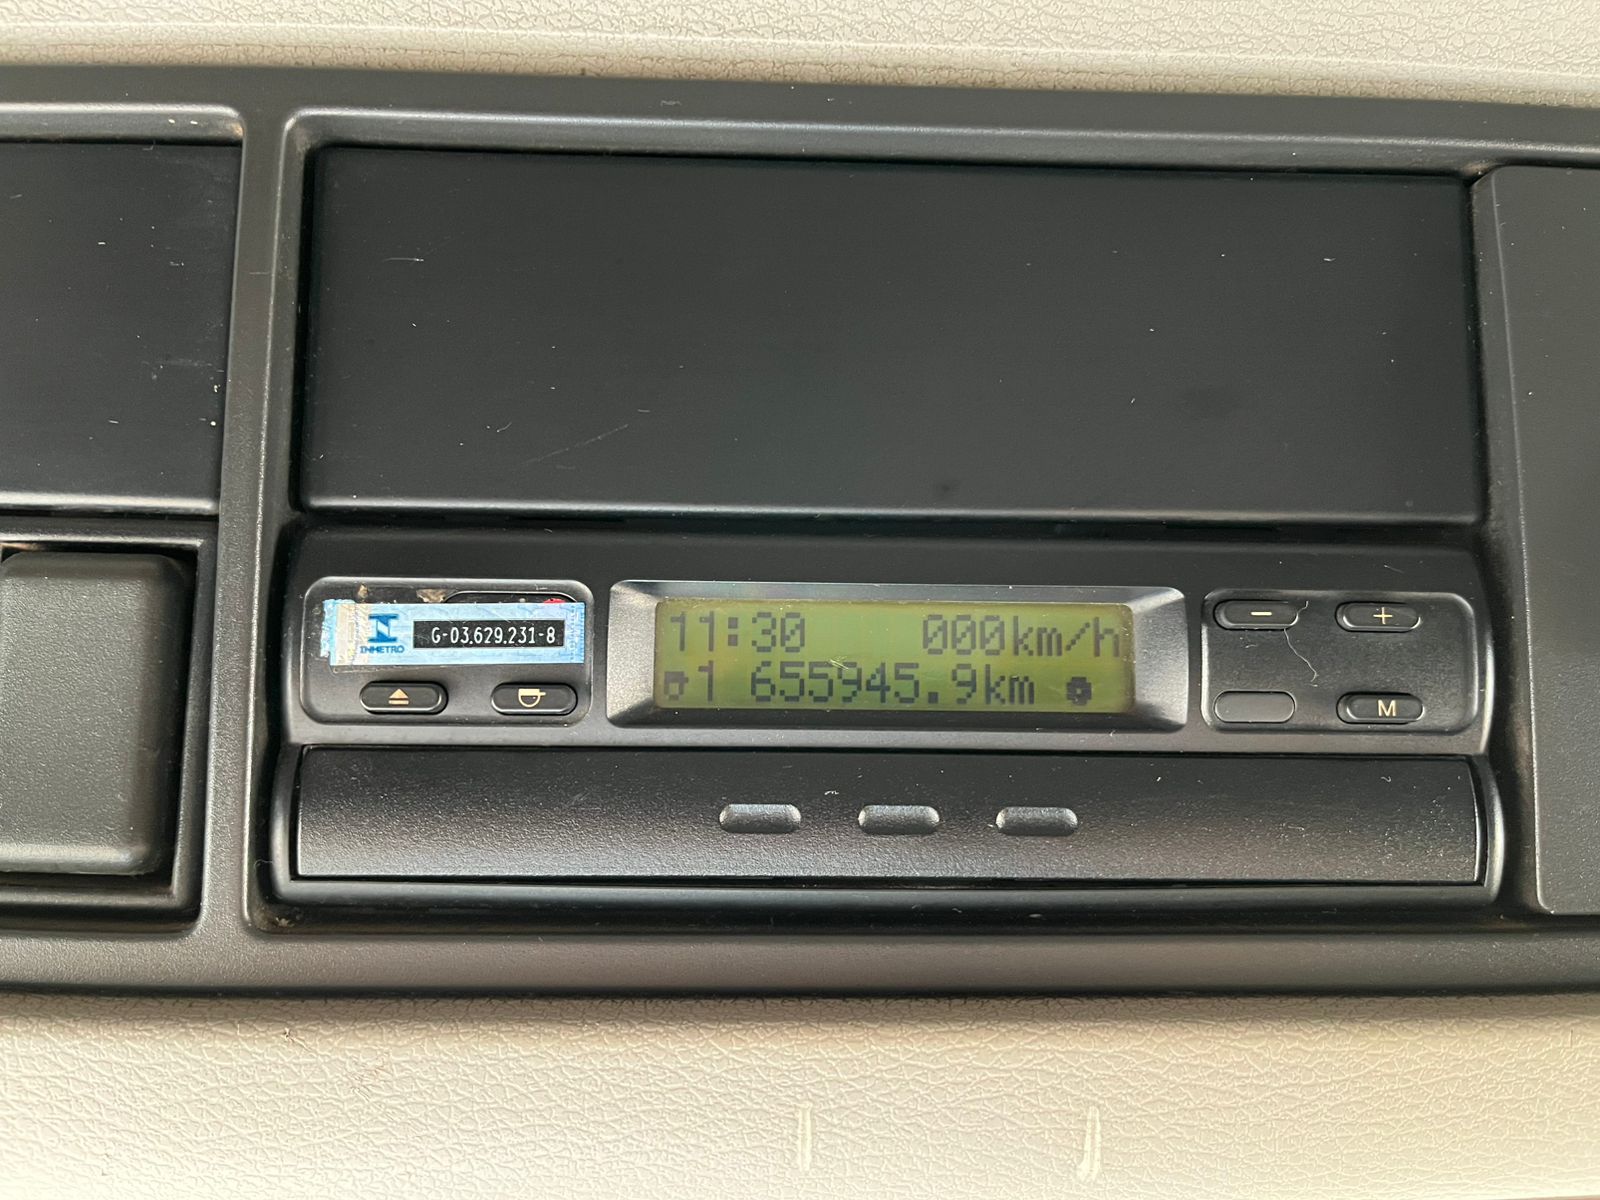 INMETRO
G-03.629.231-8
11:30 000km/h
1 655945.9km
- +
M